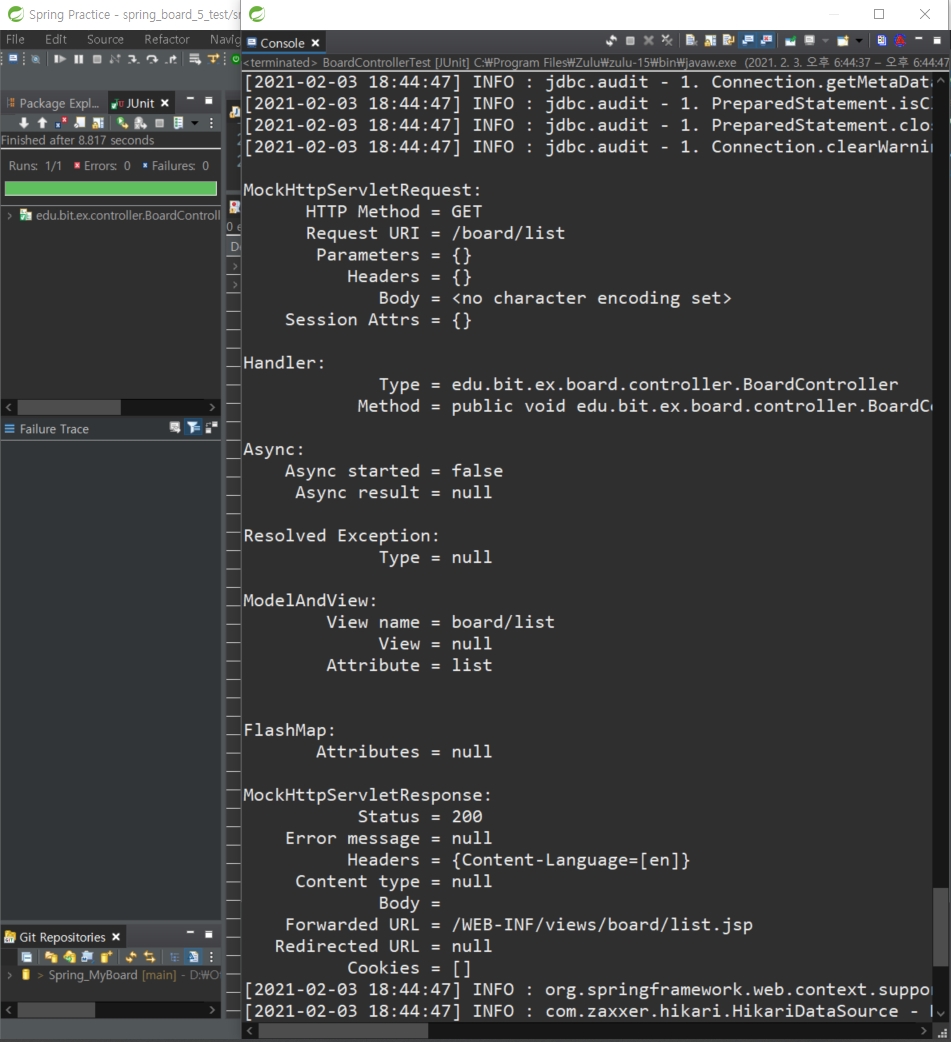 Spring Practice - spring_board_5_test/sr
File Edit Source Refactor Navig
Package Expl... JUnit
Finished after 8.817 seconds
Runs: 1/1 Errors: 0 Failures: 0
edu.bit.ex.controller.BoardControll
Failure Trace
Git Repositories
> Spring_MyBoard [main] - D:₩O
Console
<terminated> BoardControllerTest [JUnit] C:₩Program Files₩Zulu₩zulu-15₩bin₩javaw.exe (2021. 2. 3. 오후 6:44:37 – 오후 6:44:47
[2021-02-03 18:44:47] INFO : jdbc.audit - 1. Connection.getMetaData
[2021-02-03 18:44:47] INFO : jdbc.audit - 1. PreparedStatement.isCl
[2021-02-03 18:44:47] INFO : jdbc.audit - 1. PreparedStatement.clos
[2021-02-03 18:44:47] INFO : jdbc.audit - 1. Connection.clearWarnin
MockHttpServletRequest:
HTTP Method = GET
Request URI = /board/list
Parameters = {}
Headers = {}
Body = <no character encoding set>
Session Attrs = {}
Handler:
Type = edu.bit.ex.board.controller.BoardController
Method = public void edu.bit.ex.board.controller.BoardCo
Async:
Async started = false
Async result = null
Resolved Exception:
Type = null
ModelAndView:
View name = board/list
View = null
Attribute = list
FlashMap:
Attributes = null
MockHttpServletResponse:
Status = 200
Error message = null
Headers = {Content-Language=[en]}
Content type = null
Body =
Forwarded URL = /WEB-INF/views/board/list.jsp
Redirected URL = null
Cookies = []
[2021-02-03 18:44:47] INFO : org.springframework.web.context.suppo
[2021-02-03 18:44:47] INFO : com.zaxxer.hikari.HikariDataSource -